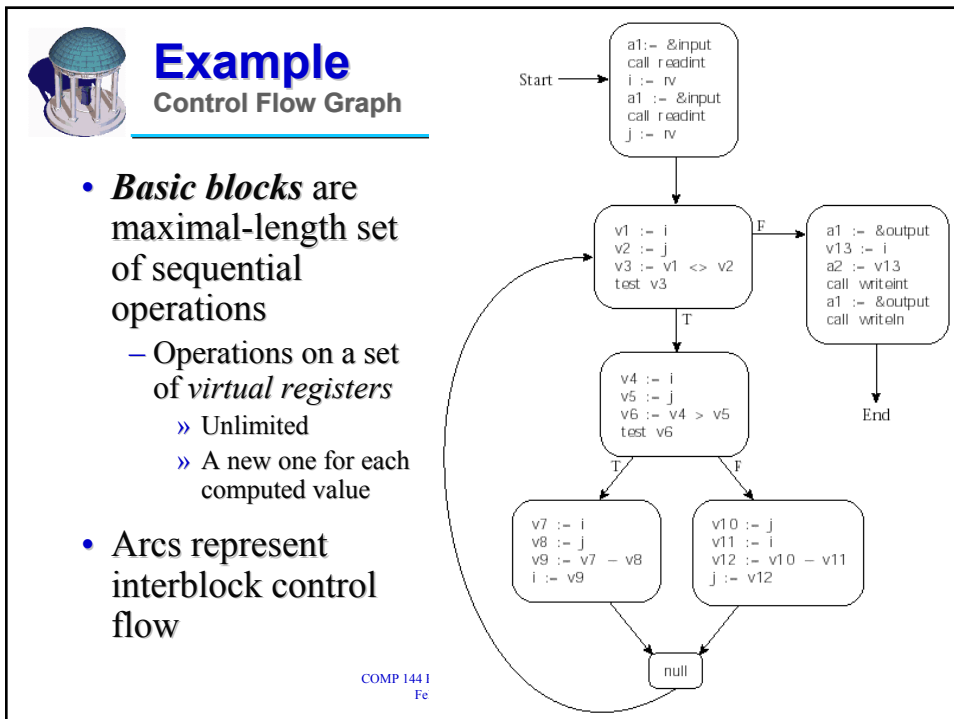 Example
Control Flow Graph
• Basic blocks are
maximal-length set
of sequential
operations
– Operations on a set
of virtual registers
» Unlimited
» A new one for each
computed value
• Arcs represent
interblock control
flow
COMP 144
Fe
Start
a1:= &input
call readint
i := rv
a1 := &input
call readint
j := rv
v1 := i
v2 := j
v3 := v1 <> v2
test v3
F
T
a1 := &output
v13 := i
a2 := v13
call writeint
a1 := &output
call writeln
End
v4 := i
v5 := j
v6 := v4 > v5
test v6
T
F
v7 := i
v8 := j
v9 := v7 – v8
i := v9
v10 := j
v11 := i
v12 := v10 – v11
j := v12
null